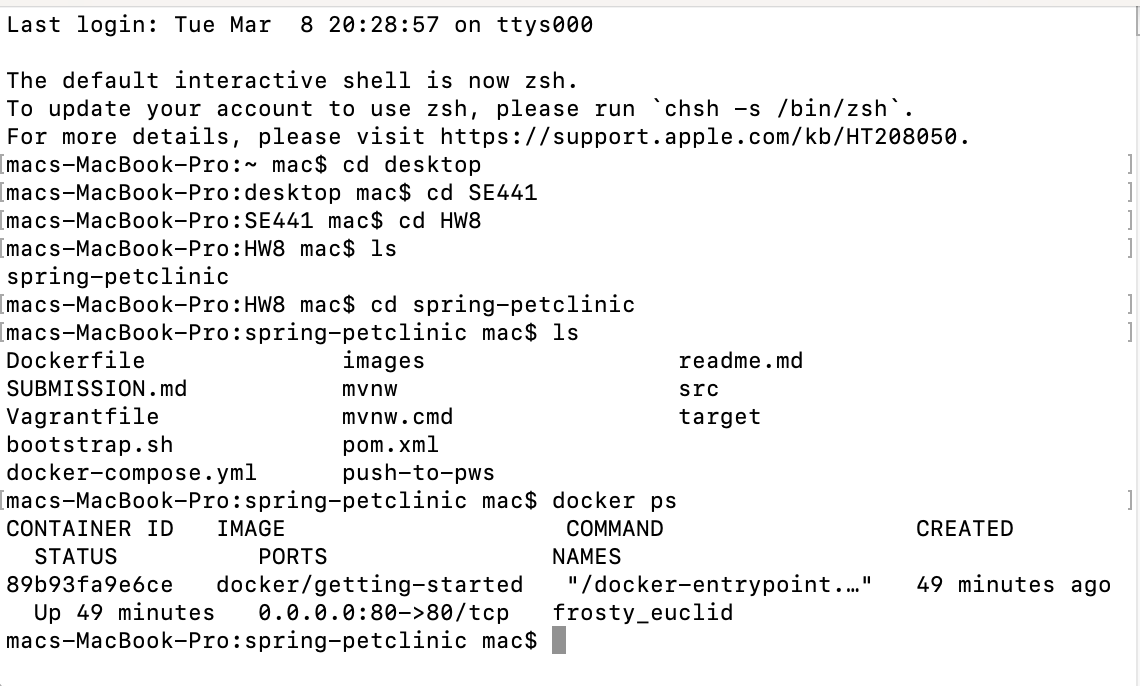 Last login: Tue Mar  8 20:28:57 on ttys000

The default interactive shell is now zsh.
To update your account to use zsh, please run `chsh -s /bin/zsh`.
For more details, please visit https://support.apple.com/kb/HT208050.
[macs-MacBook-Pro:~ mac$ cd desktop ]
[macs-MacBook-Pro:desktop mac$ cd SE441 ]
[macs-MacBook-Pro:SE441 mac$ cd HW8 ]
[macs-MacBook-Pro:HW8 mac$ ls ]
spring-petclinic
[macs-MacBook-Pro:HW8 mac$ cd spring-petclinic ]
[macs-MacBook-Pro:spring-petclinic mac$ ls ]
Dockerfile              images                  readme.md
SUBMISSION.md           mvnw                    src
Vagrantfile             mvnw.cmd                target
bootstrap.sh            pom.xml
docker-compose.yml      push-to-pws
[macs-MacBook-Pro:spring-petclinic mac$ docker ps ]
CONTAINER ID   IMAGE                    COMMAND                  CREATED
  STATUS          PORTS                NAMES
89b93fa9e6ce   docker/getting-started   "/docker-entrypoint.…"   49 minutes ago
  Up 49 minutes   0.0.0.0:80->80/tcp   frosty_euclid
macs-MacBook-Pro:spring-petclinic mac$